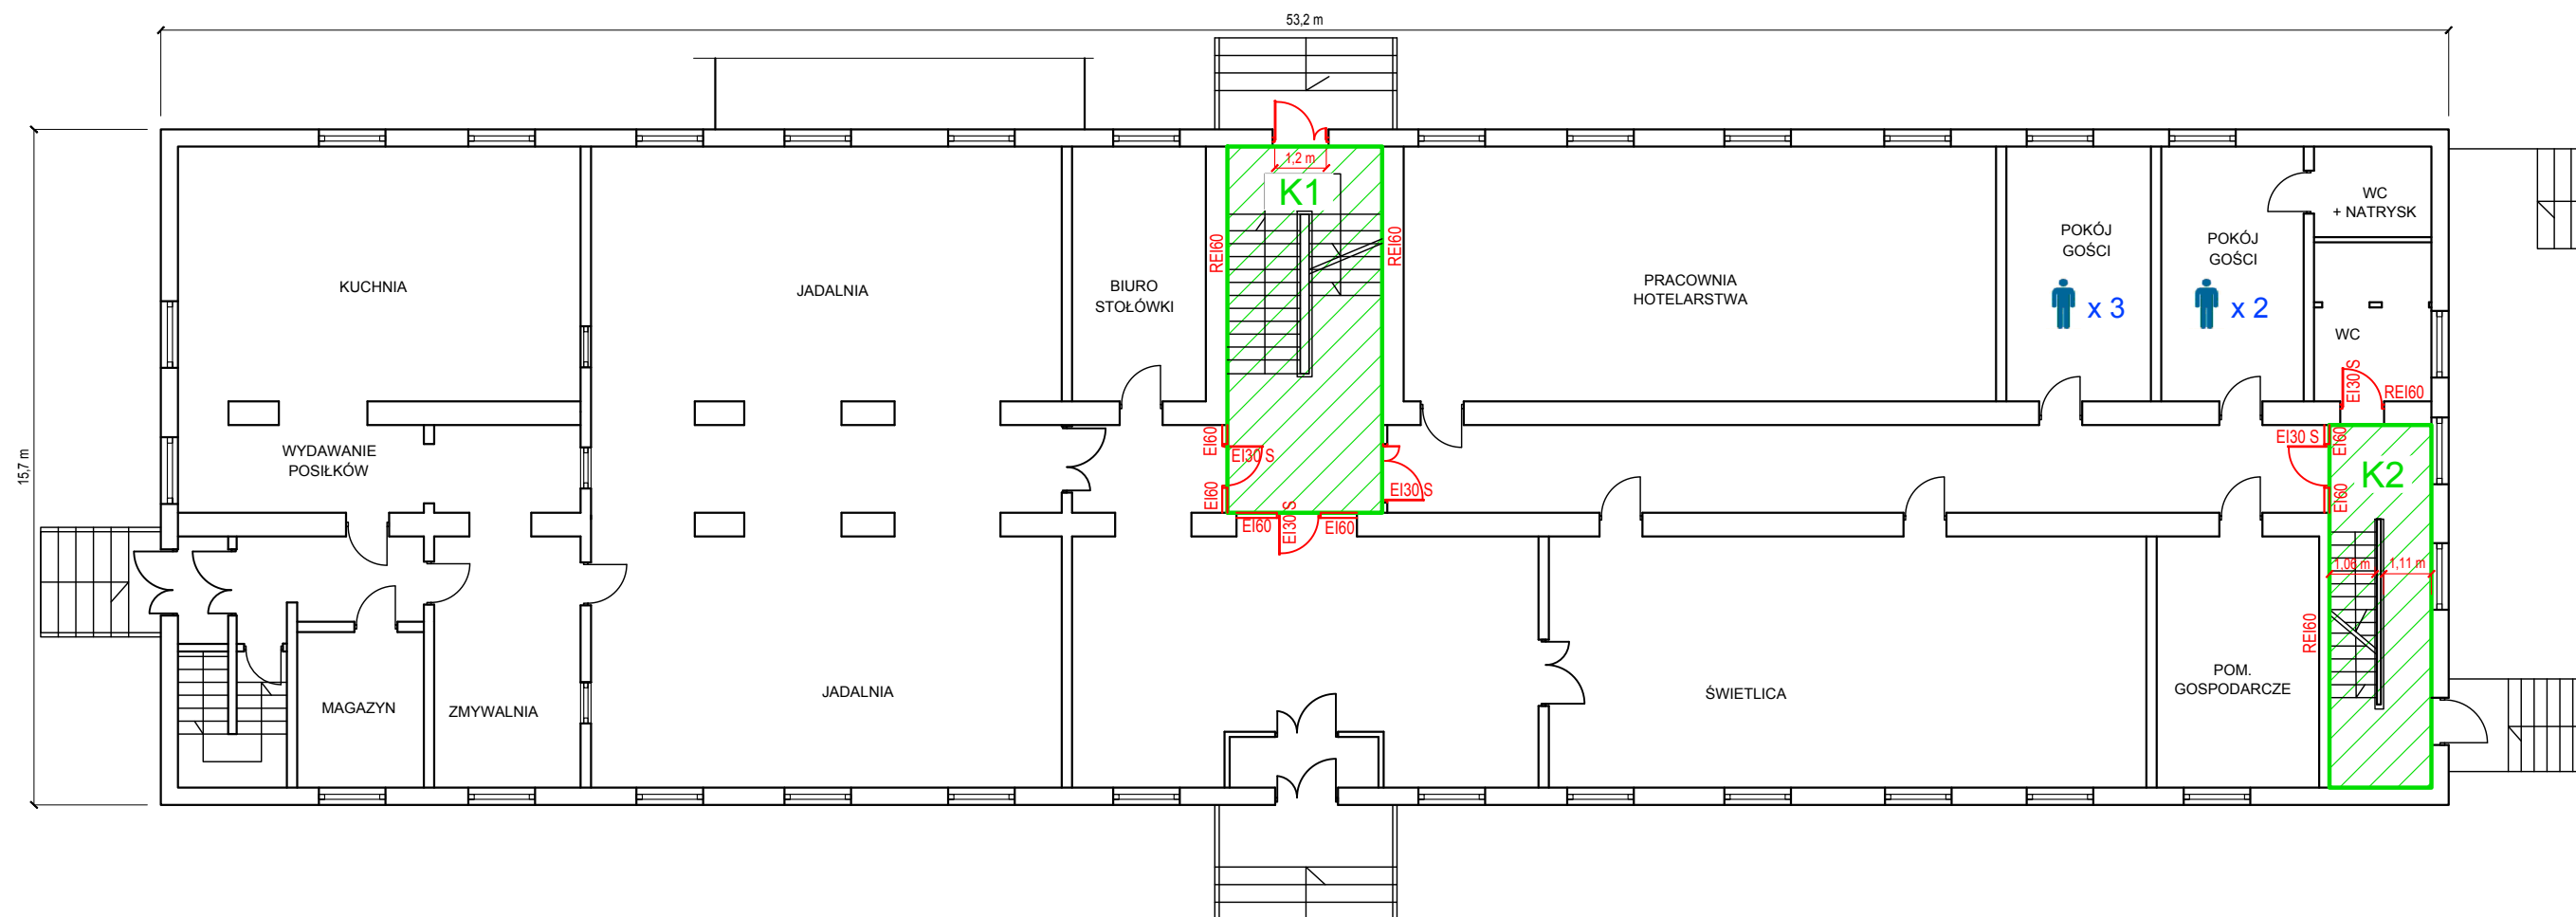 53,2 m
15,7 m
1,2 m
K1
REI60
REI60
KUCHNIA
JADALNIA
BIURO
STOŁÓWKI
PRACOWNIA
HOTELARSTWA
POKÓJ
GOŚCI
x 3
POKÓJ
GOŚCI
x 2
WC
+ NATRYSK
WC
EI30 S
REI60
WYDAWANIE
POSIŁKÓW
EI60
EI30 S
EI60
EI60
EI30 S
EI60
EI30 S
EI30 S
EI60
K2
EI60
1,06 m
1,11 m
REI60
MAGAZYN
ZMYWALNIA
JADALNIA
ŚWIETLICA
POM.
GOSPODARCZE